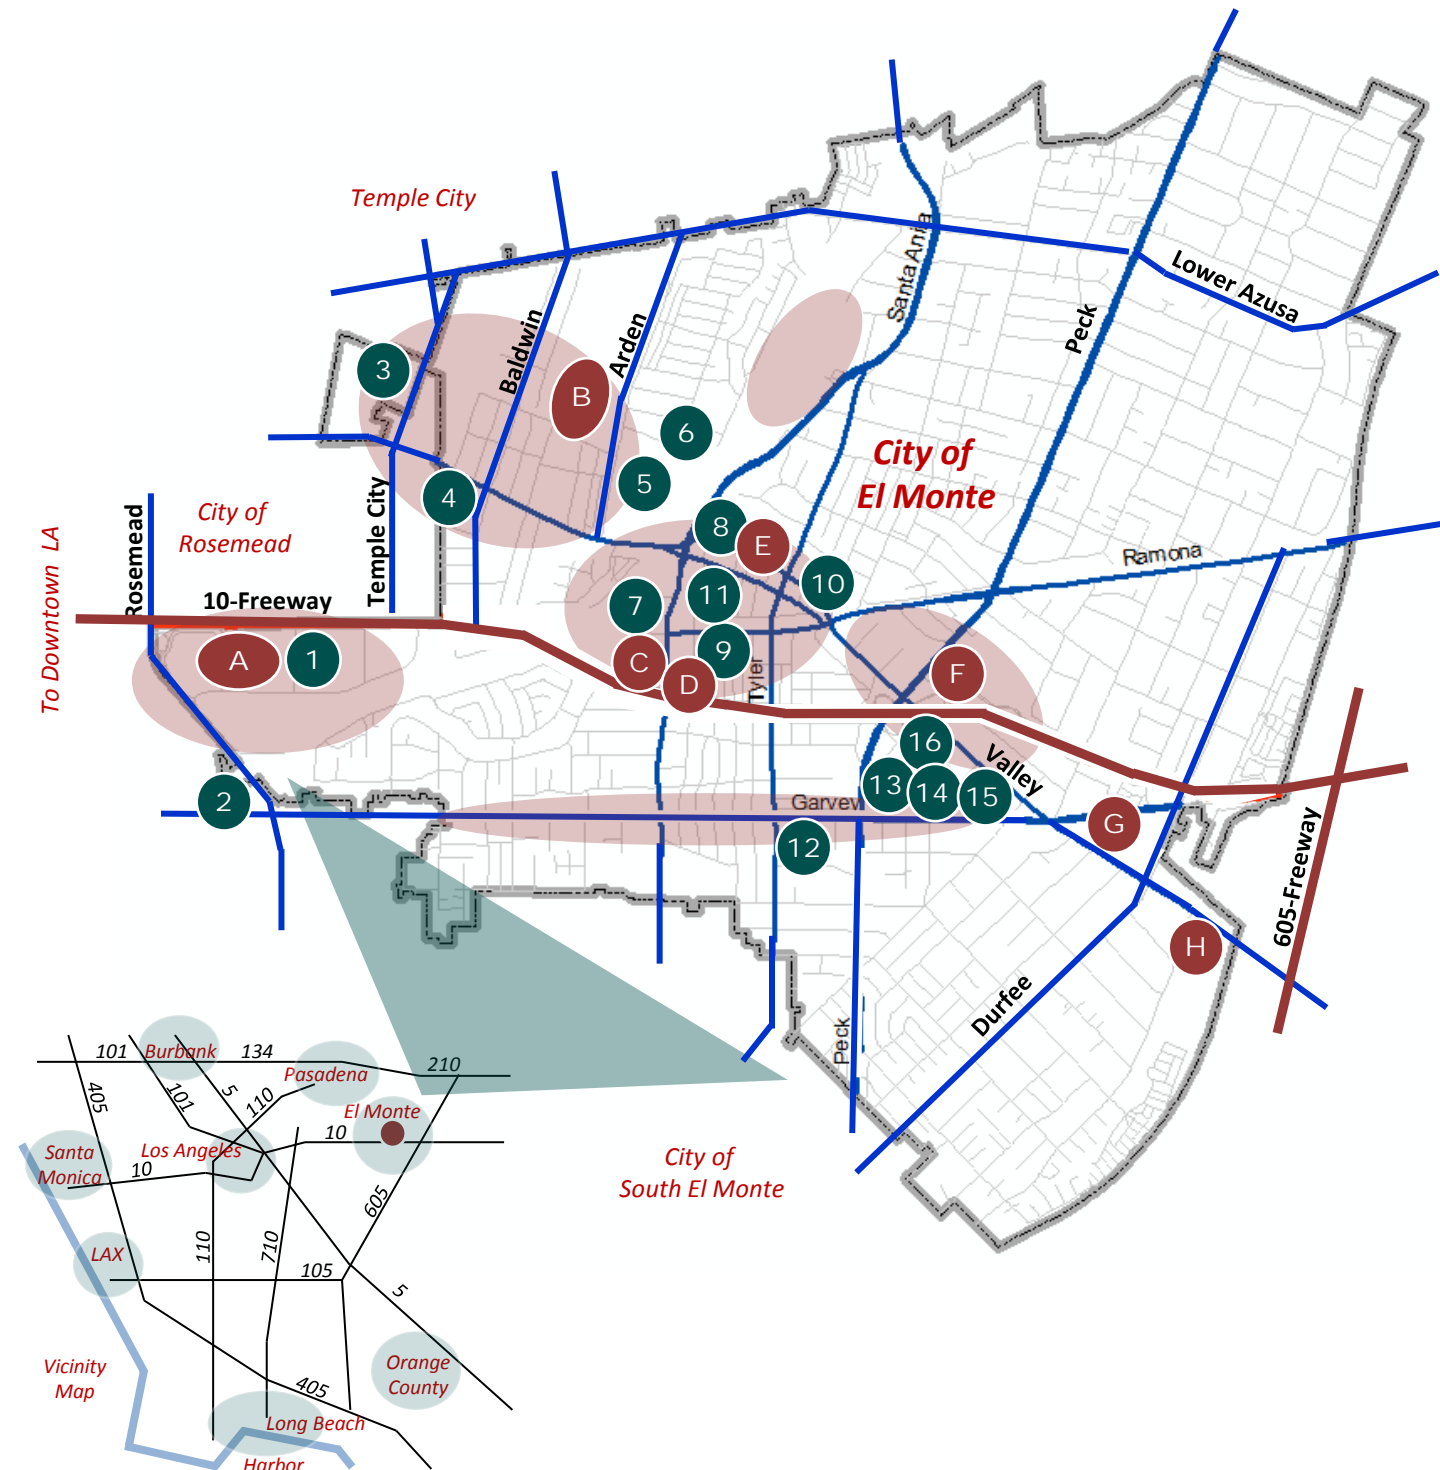 Temple City
Santa Anita
Lower Azusa
Peck
Baldwin
Arden
3
B
6
City of
El Monte
5
4
Temple City
City of
Rosemead
Rosemead
To Downtown LA
10-Freeway
8
E
Ramona
10
11
7
9
C
D
Tyler
F
A
1
16
Valley
13
14
15
2
Garvey
12
G
605-Freeway
H
Durfee
Peck
City of
South El Monte
101
Burbank
134
210
Pasadena
405
101
5
110
El Monte
10
Los Angeles
Santa
Monica
10
605
110
710
LAX
105
5
Vicinity
Map
Orange
County
405
Long Beach
Harbor